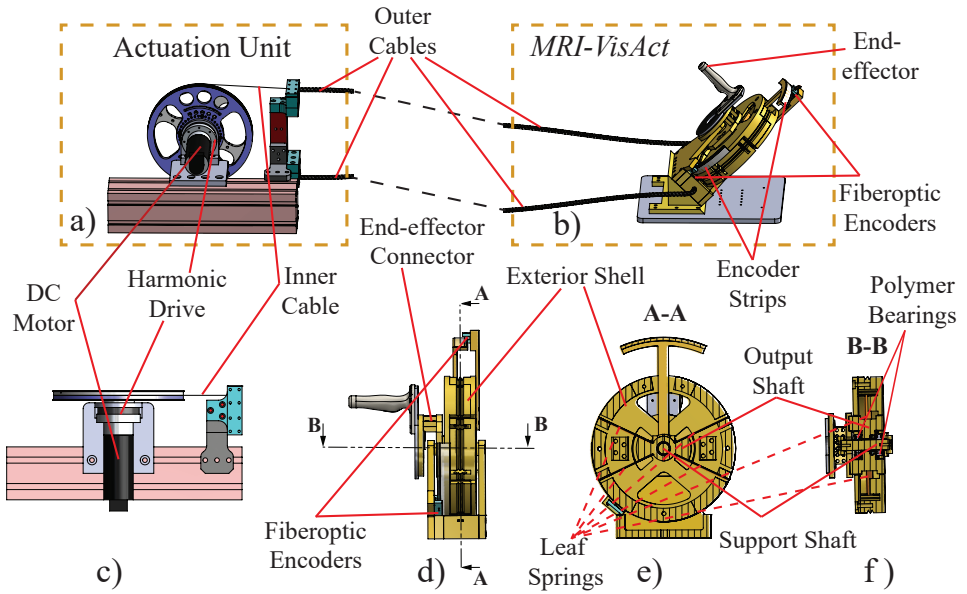 Actuation Unit
Outer
Cables
MRI-VisAct
End-
effector
a)
b)
Fiberoptic
Encoders
End-effector
Connector
Encoder
Strips
DC
Motor
Harmonic
Drive
Inner
Cable
Exterior Shell
Polymer
Bearings
A
A-A
B-B
Output
Shaft
B
B
Fiberoptic
Encoders
Leaf
Springs
Support Shaft
A
c)
d)
e)
f)